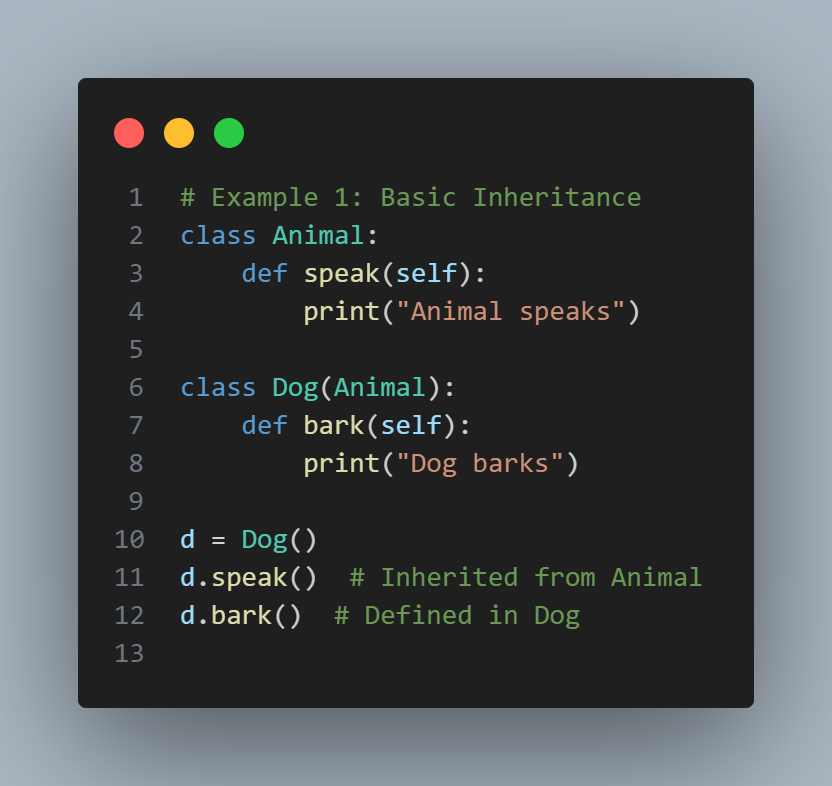 1 # Example 1: Basic Inheritance
2 class Animal:
3     def speak(self):
4         print("Animal speaks")
5
6 class Dog(Animal):
7     def bark(self):
8         print("Dog barks")
9
10 d = Dog()
11 d.speak()  # Inherited from Animal
12 d.bark()  # Defined in Dog
13